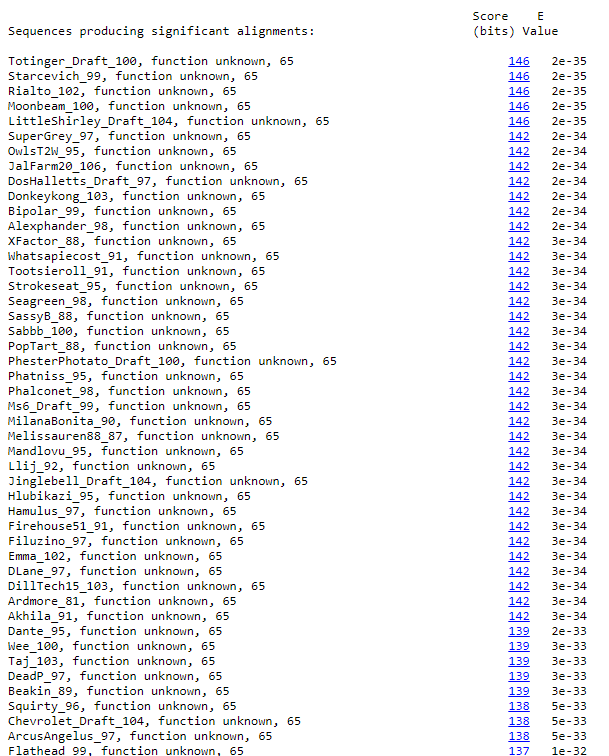 Score E
Sequences producing significant alignments: (bits) Value
Totinger_Draft_100, function unknown, 65 146 2e-35
Starcevich_99, function unknown, 65 146 2e-35
Rialto_102, function unknown, 65 146 2e-35
Moonbeam_100, function unknown, 65 146 2e-35
LittleShirley_Draft_104, function unknown, 65 146 2e-35
SuperGrey_97, function unknown, 65 142 2e-34
OwlsT2W_95, function unknown, 65 142 2e-34
JalFarm20_106, function unknown, 65 142 2e-34
DosHalletts_Draft_97, function unknown, 65 142 2e-34
Donkeykong_103, function unknown, 65 142 2e-34
Bipolar_99, function unknown, 65 142 2e-34
Alexphander_98, function unknown, 65 142 2e-34
XFactor_88, function unknown, 65 142 3e-34
Whatsapiecost_91, function unknown, 65 142 3e-34
Tootsieroll_91, function unknown, 65 142 3e-34
Strokeseat_95, function unknown, 65 142 3e-34
Seagreen_98, function unknown, 65 142 3e-34
SassyB_88, function unknown, 65 142 3e-34
Sabbb_100, function unknown, 65 142 3e-34
PopTart_88, function unknown, 65 142 3e-34
PhesterPhotato_Draft_100, function unknown, 65 142 3e-34
Phatniss_95, function unknown, 65 142 3e-34
Phalconet_98, function unknown, 65 142 3e-34
Ms6_Draft_99, function unknown, 65 142 3e-34
MilanaBonita_90, function unknown, 65 142 3e-34
Melissauren88_87, function unknown, 65 142 3e-34
Mandlovu_95, function unknown, 65 142 3e-34
Llij_92, function unknown, 65 142 3e-34
Jinglebell_Draft_104, function unknown, 65 142 3e-34
Hlubikazi_95, function unknown, 65 142 3e-34
Hamulus_97, function unknown, 65 142 3e-34
Firehouse51_91, function unknown, 65 142 3e-34
Filuzino_97, function unknown, 65 142 3e-34
Emma_102, function unknown, 65 142 3e-34
DLane_97, function unknown, 65 142 3e-34
DillTech15_103, function unknown, 65 142 3e-34
Ardmore_81, function unknown, 65 142 3e-34
Akhila_91, function unknown, 65 142 3e-34
Dante_95, function unknown, 65 139 2e-33
Wee_100, function unknown, 65 139 3e-33
Taj_103, function unknown, 65 139 3e-33
DeadP_97, function unknown, 65 139 3e-33
Beakin_89, function unknown, 65 139 3e-33
Squirty_96, function unknown, 65 138 5e-33
Chevrolet_Draft_104, function unknown, 65 138 5e-33
ArcusAngelus_97, function unknown, 65 138 5e-33
Flathead_99, function unknown, 65 137 1e-32